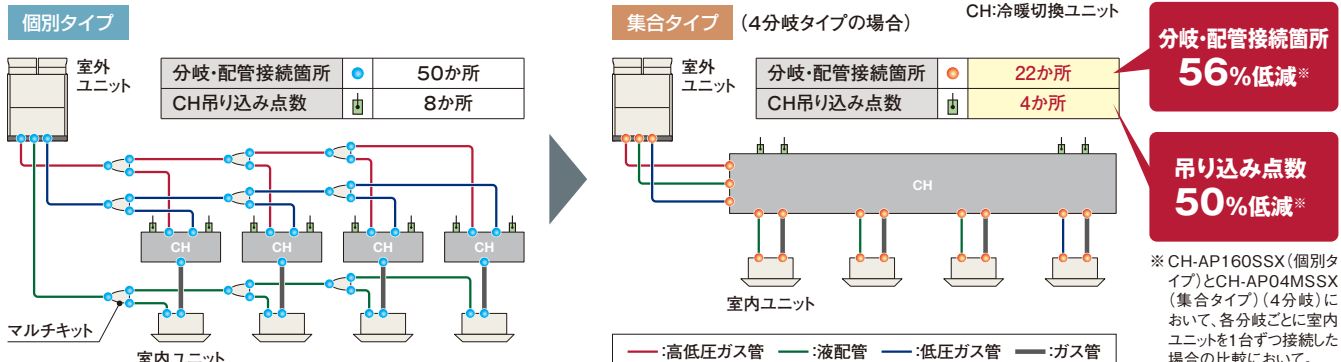 個別タイプ
室外
ユニット
分岐・配管接続箇所 50か所
CH吊り込み点数 8か所
CH
CH
CH
CH
マルチキット
室内ユニット
集合タイプ (4分岐タイプの場合)
CH:冷暖切換ユニット
室外
ユニット
分岐・配管接続箇所 22か所
CH吊り込み点数 4か所
CH
室内ユニット
:高低圧ガス管 :液配管 :低圧ガス管 :ガス管
分岐・配管接続箇所
56%低減※
吊り込み点数
50%低減※
※CH-AP160SSX(個別タ
イプ)とCH-AP04MSSX
(集合タイプ)(4分岐)に
おいて、各分岐ごとに室内
ユニットを1台ずつ接続した
場合の比較において。